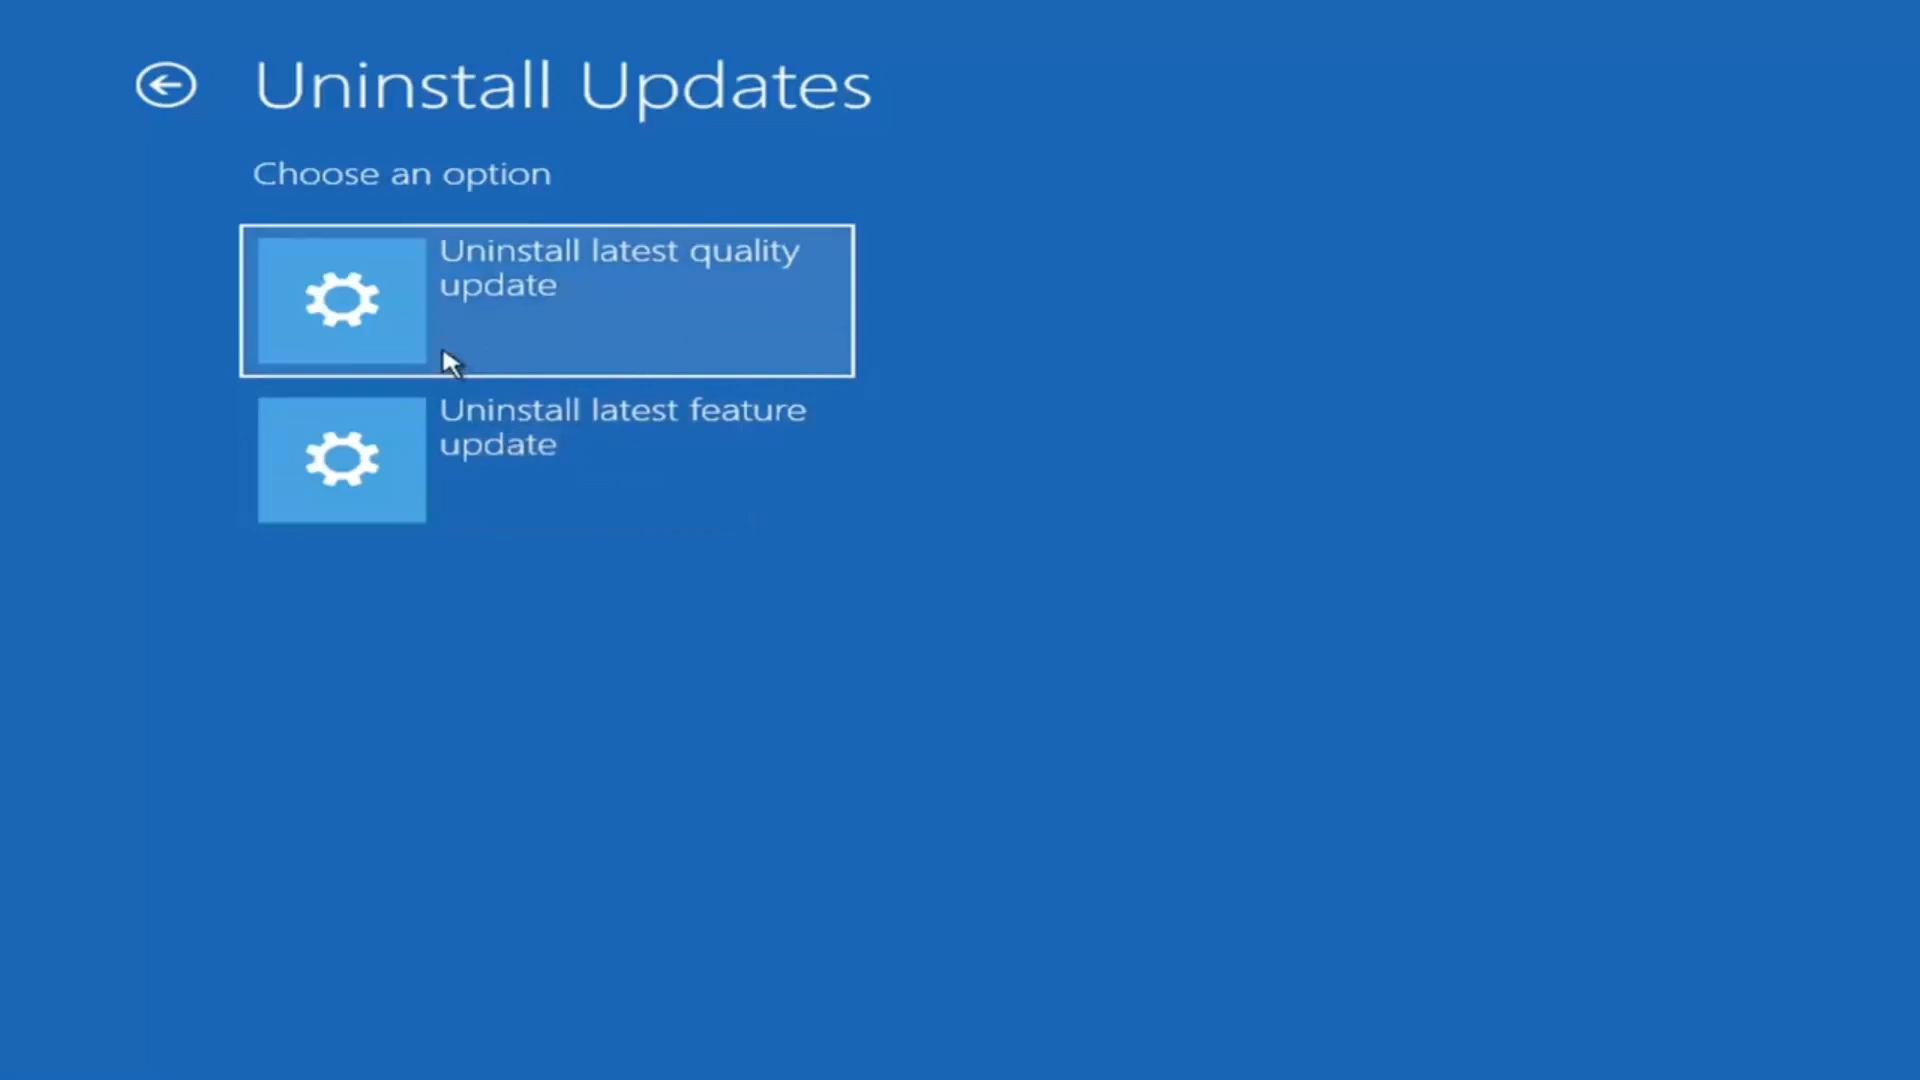 Uninstall Updates
Choose an option
Uninstall latest quality
update
Uninstall latest feature
update